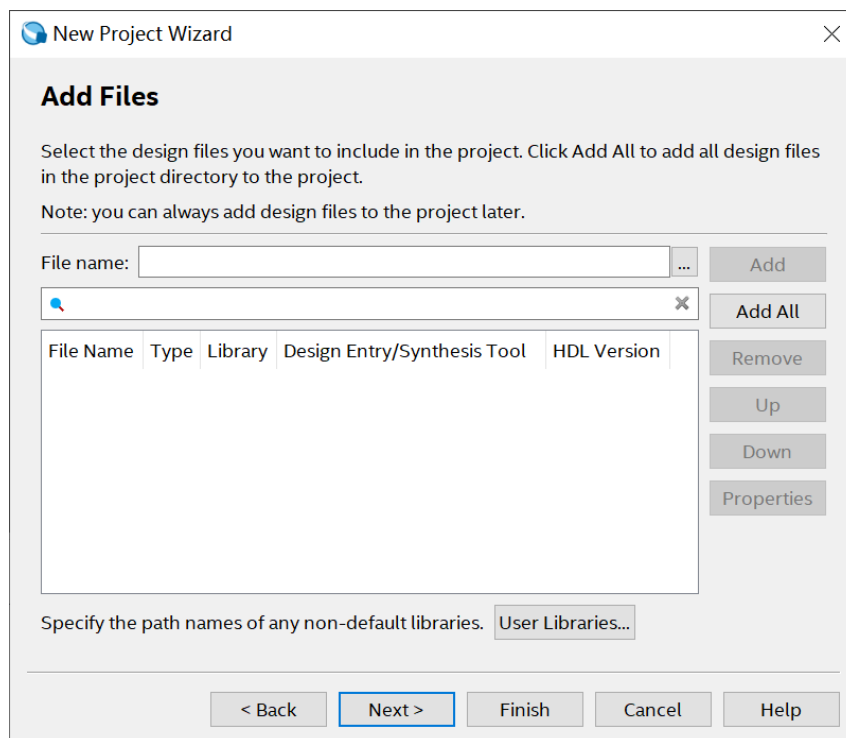 New Project Wizard
Add Files
Select the design files you want to include in the project. Click Add All to add all design files
in the project directory to the project.
Note: you can always add design files to the project later.
File name: ... Add
Add All
File Name Type Library Design Entry/Synthesis Tool HDL Version
Remove
Up
Down
Properties
Specify the path names of any non-default libraries. User Libraries...
< Back Next > Finish Cancel Help